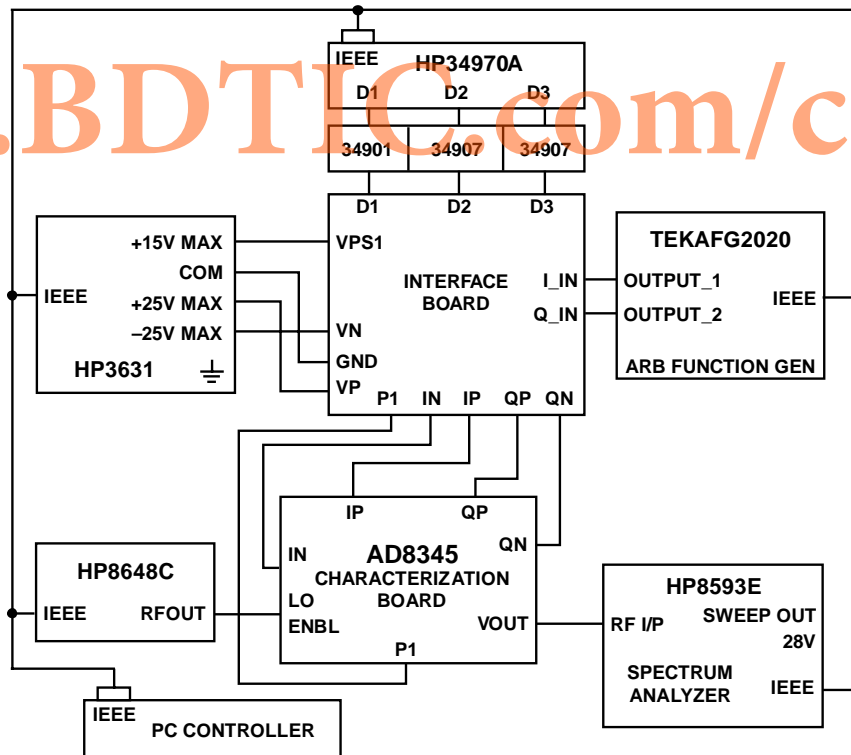 IEEE
HP34970A
D1 D2 D3
.BDTIC.com/c
34901 34907 34907
D1 D2 D3
+15V MAX
COM
+25V MAX
–25V MAX
IEEE
HP3631
VPS1
VN
GND
VP
INTERFACE
BOARD
I_IN
Q_IN
P1 IN IP QP QN
TEKAFG2020
OUTPUT_1
OUTPUT_2
IEEE
ARB FUNCTION GEN
IP QP
IN
QN
AD8345
CHARACTERIZATION
BOARD
LO
ENBL
VOUT
P1
HP8648C
IEEE RFOUT
HP8593E
RF I/P
SWEEP OUT
28V
SPECTRUM
ANALYZER
IEEE
IEEE
PC CONTROLLER